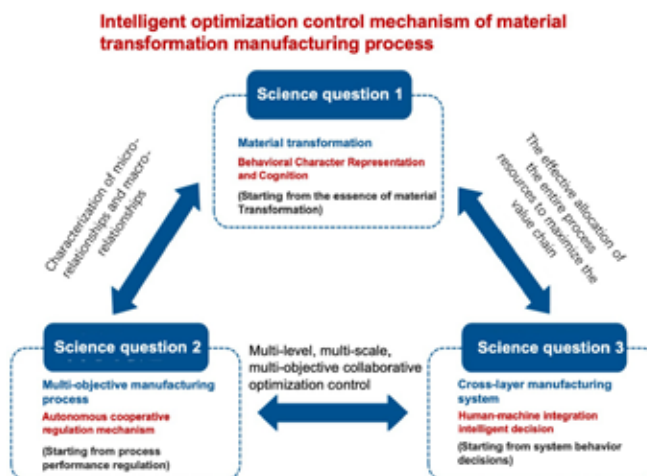 Intelligent optimization control mechanism of material
transformation manufacturing process
Science question 1
Material transformation
Behavioral Character Representation
and Cognition
(Starting from the essence of material
Transformation)
Characterization of micro-
relationships and macro-
relationships
The effective allocation of
the entire process
resources to maximize the
value chain
Science question 2
Multi-objective manufacturing
process
Autonomous cooperative
regulation mechanism
(Starting from process
performance regulation)
Multi-level, multi-scale,
multi-objective collaborative
optimization control
Science question 3
Cross-layer manufacturing
system
Human-machine integration
intelligent decision
(Starting from system behavior
decisions)